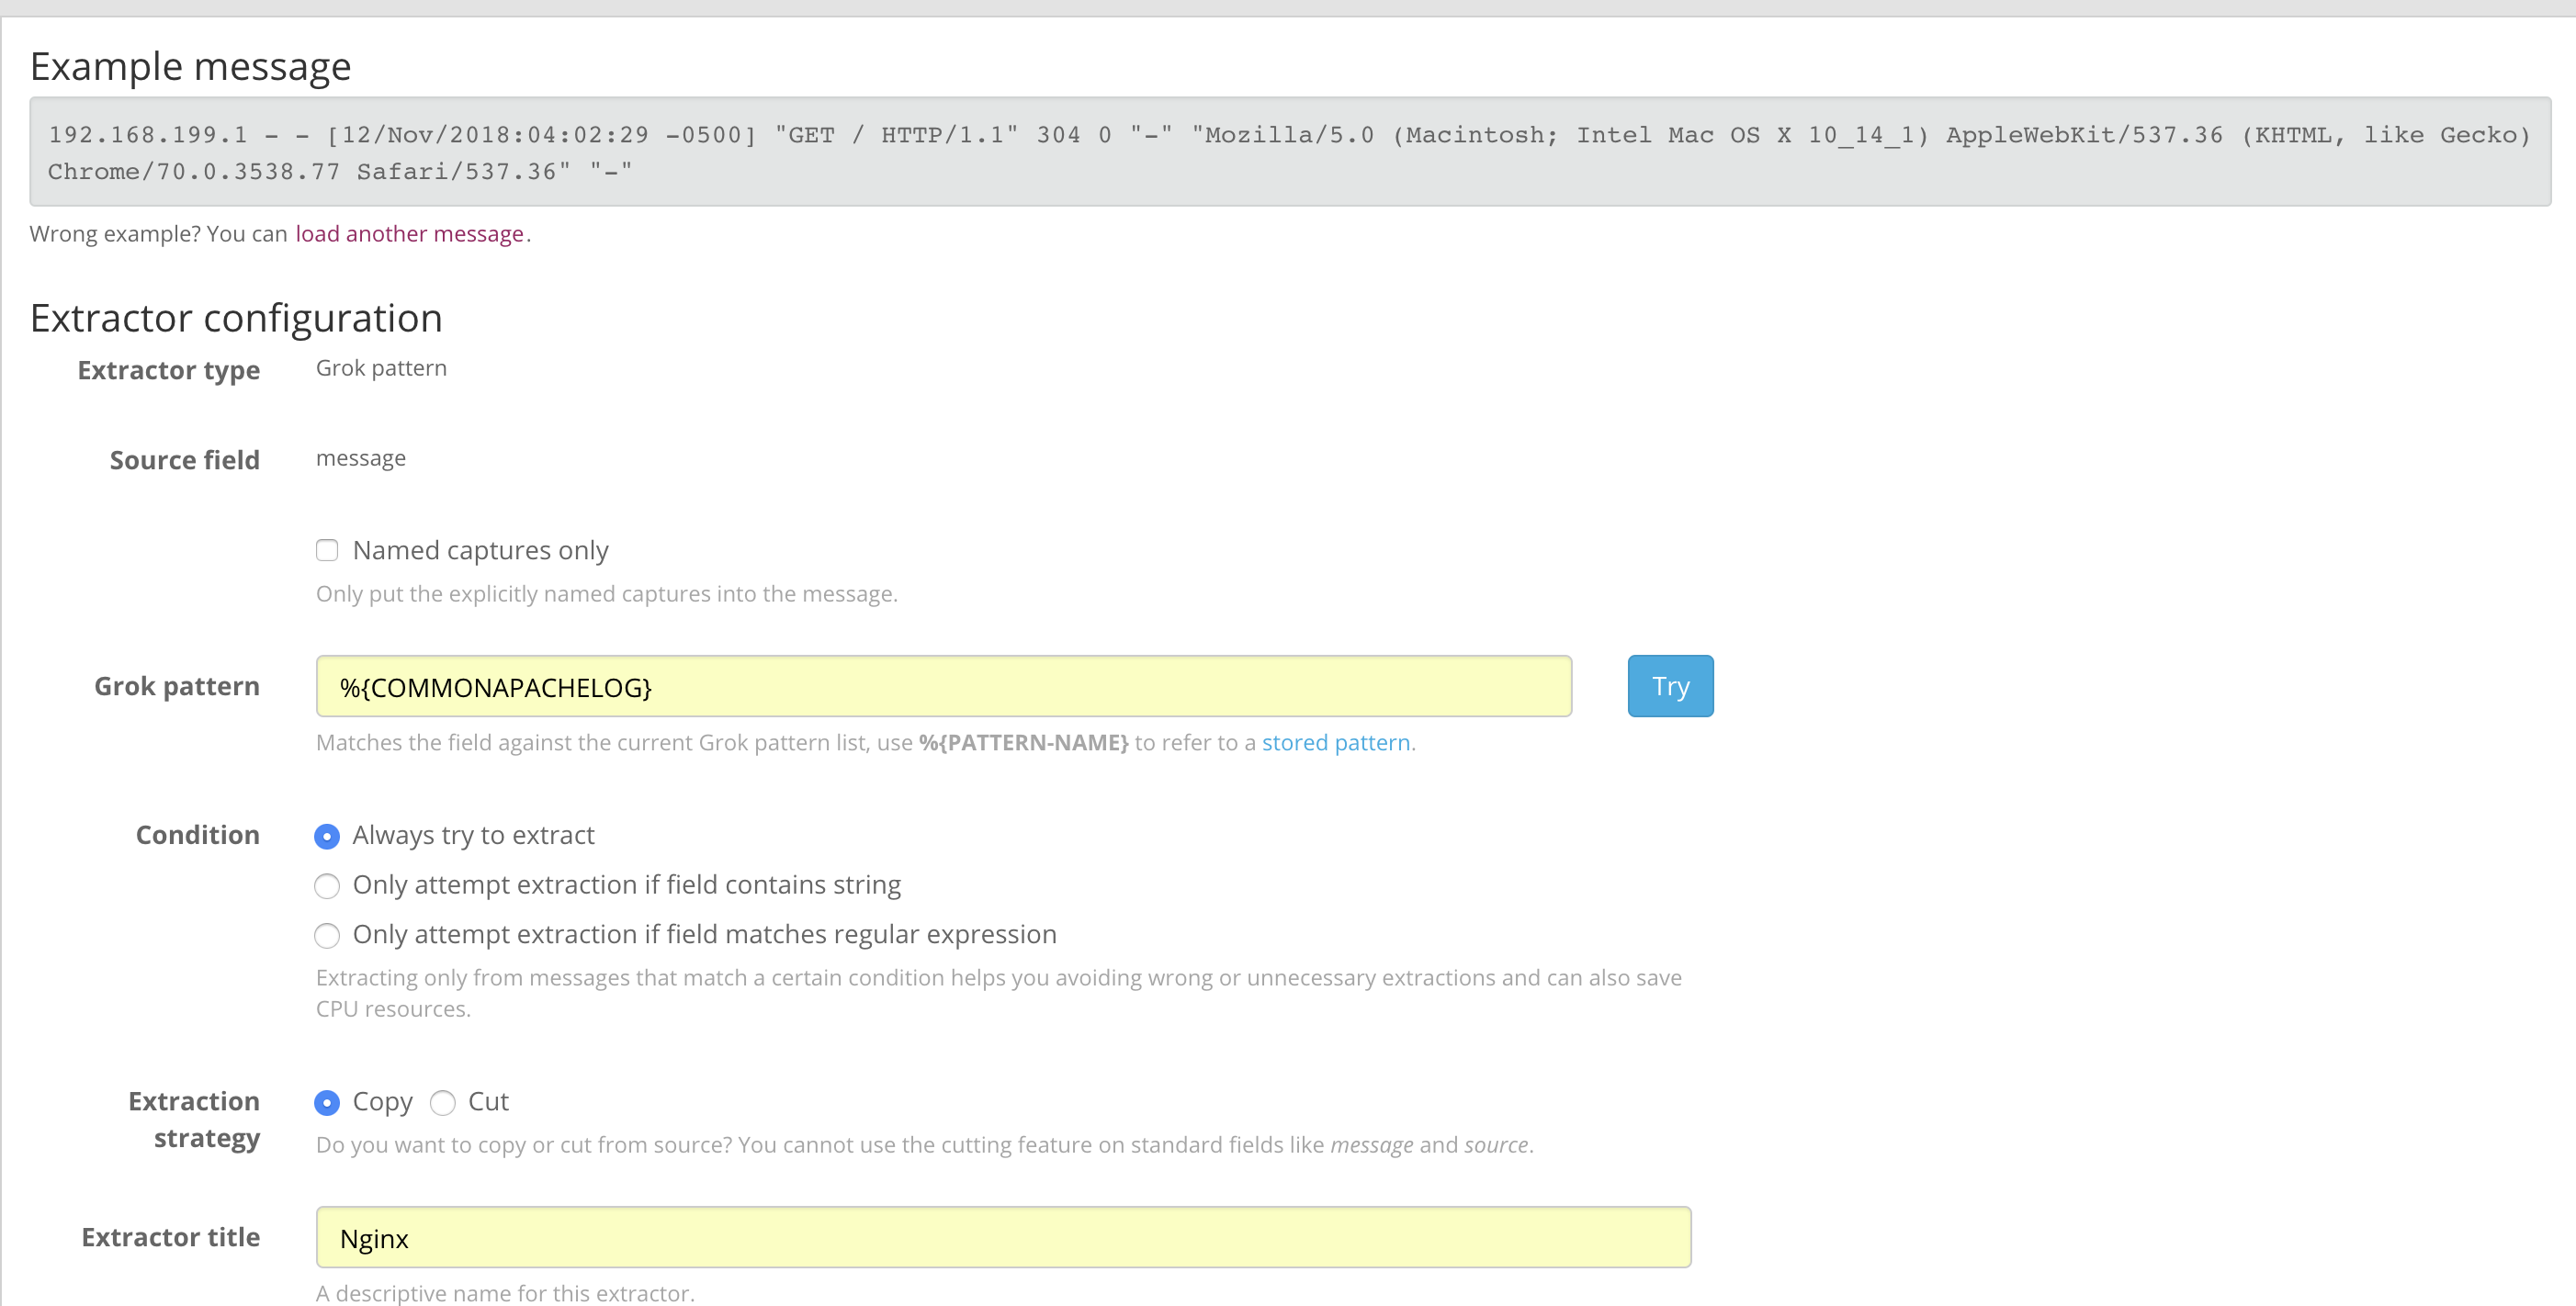 Example message
192.168.199.1 - - [12/Nov/2018:04:02:29 -0500] "GET / HTTP/1.1" 304 0 "-" "Mozilla/5.0 (Macintosh; Intel Mac OS X 10_14_1) AppleWebKit/537.36 (KHTML, like Gecko)
Chrome/70.0.3538.77 Safari/537.36" "-"
Wrong example? You can load another message.
Extractor configuration
Extractor type Grok pattern
Source field message
Named captures only
Only put the explicitly named captures into the message.
Grok pattern %{COMMONAPACHELOG} Try
Matches the field against the current Grok pattern list, use %{PATTERN-NAME} to refer to a stored pattern.
Condition Always try to extract
Only attempt extraction if field contains string
Only attempt extraction if field matches regular expression
Extracting only from messages that match a certain condition helps you avoiding wrong or unnecessary extractions and can also save
CPU resources.
Extraction strategy Copy Cut
Do you want to copy or cut from source? You cannot use the cutting feature on standard fields like message and source.
Extractor title Nginx
A descriptive name for this extractor.